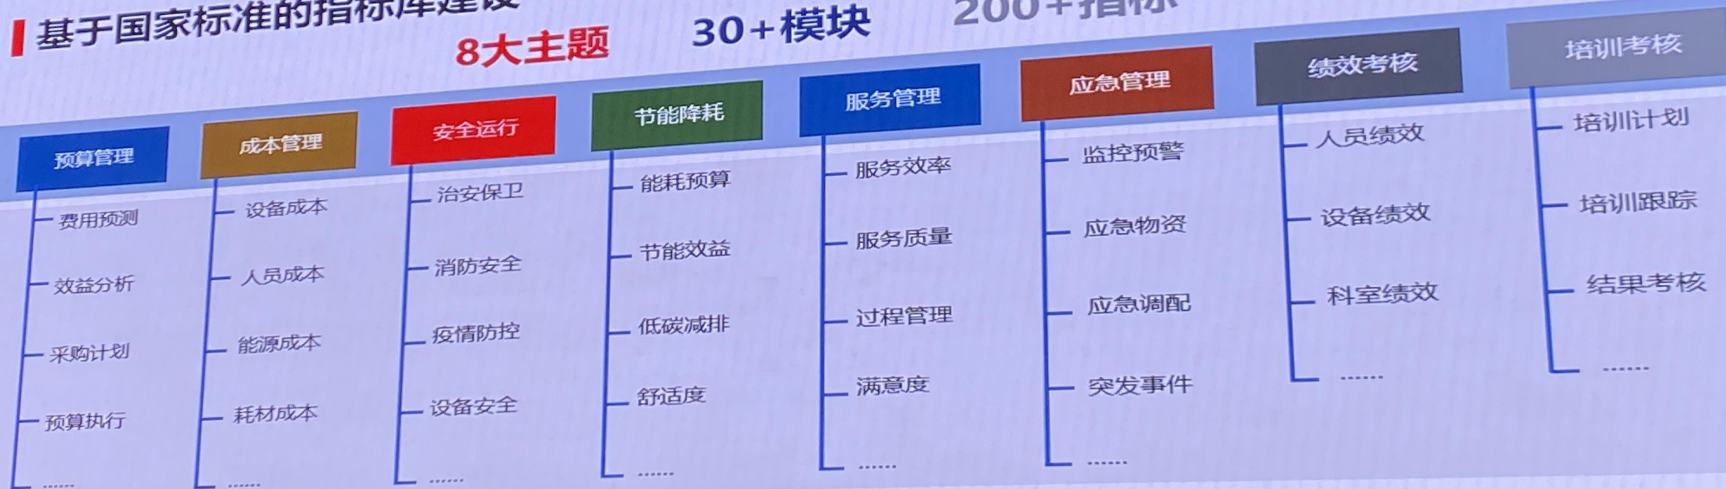 基于国家标准的指标库建设
8大主题
30+模块
200+指标
预算管理
费用预测
效益分析
采购计划
预算执行
......
成本管理
设备成本
人员成本
能源成本
耗材成本
......
安全运行
治安保卫
消防安全
疫情防控
设备安全
......
节能降耗
能耗预算
节能效益
低碳减排
舒适度
......
服务管理
服务效率
服务质量
过程管理
满意度
......
应急管理
监控预警
应急物资
应急调配
突发事件
......
绩效考核
人员绩效
设备绩效
科室绩效
......
培训考核
培训计划
培训跟踪
结果考核
......